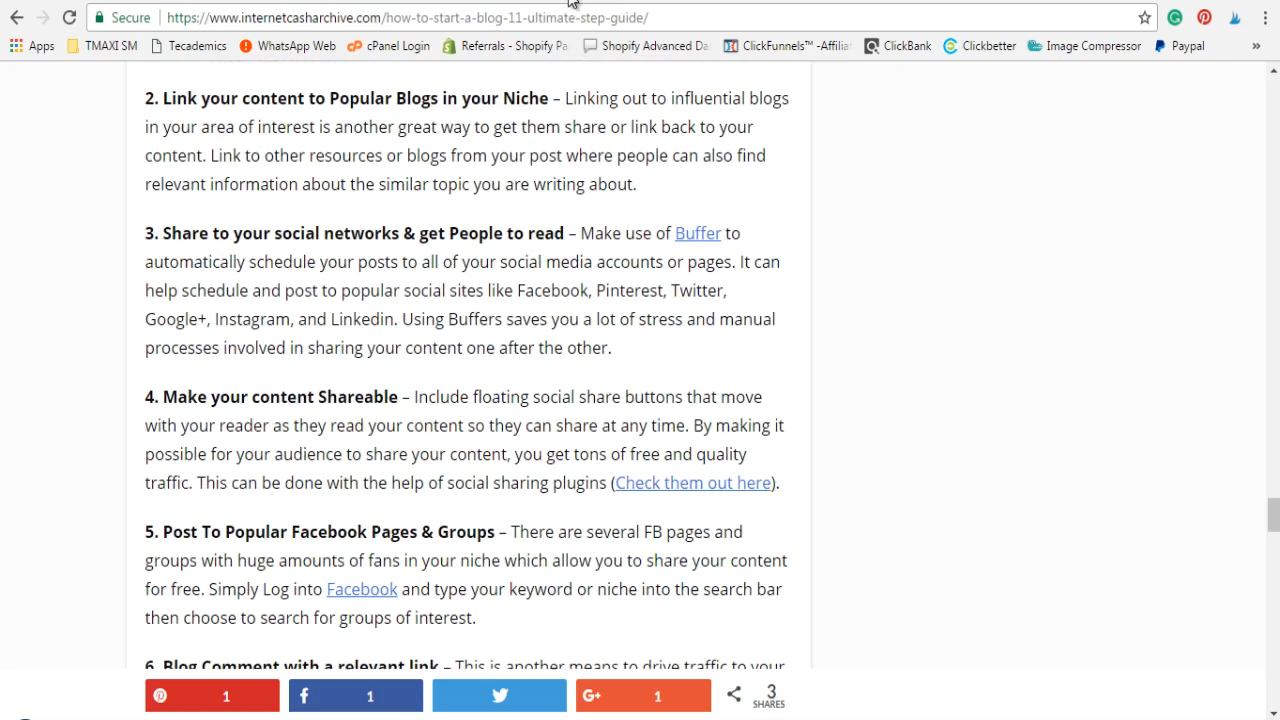 Secure https://www.internetcasharchive.com/how-to-start-a-blog-11-ultimate-step-guide/
Apps TMAXI SM Tecademics WhatsApp Web cPanel Login Referrals - Shopify Pa Shopify Advanced Da ClickFunnels™ -Affilia ClickBank Clickbetter Image Compressor Paypal »
2. Link your content to Popular Blogs in your Niche – Linking out to influential blogs
in your area of interest is another great way to get them share or link back to your
content. Link to other resources or blogs from your post where people can also find
relevant information about the similar topic you are writing about.
3. Share to your social networks & get People to read – Make use of Buffer to
automatically schedule your posts to all of your social media accounts or pages. It can
help schedule and post to popular social sites like Facebook, Pinterest, Twitter,
Google+, Instagram, and Linkedin. Using Buffers saves you a lot of stress and manual
processes involved in sharing your content one after the other.
4. Make your content Shareable – Include floating social share buttons that move
with your reader as they read your content so they can share at any time. By making it
possible for your audience to share your content, you get tons of free and quality
traffic. This can be done with the help of social sharing plugins (Check them out here).
5. Post To Popular Facebook Pages & Groups – There are several FB pages and
groups with huge amounts of fans in your niche which allow you to share your content
for free. Simply Log into Facebook and type your keyword or niche into the search bar
then choose to search for groups of interest.
6. Blog Comment with a relevant link – This is another means to drive traffic to your
1 1 G+ 1 3
SHARES